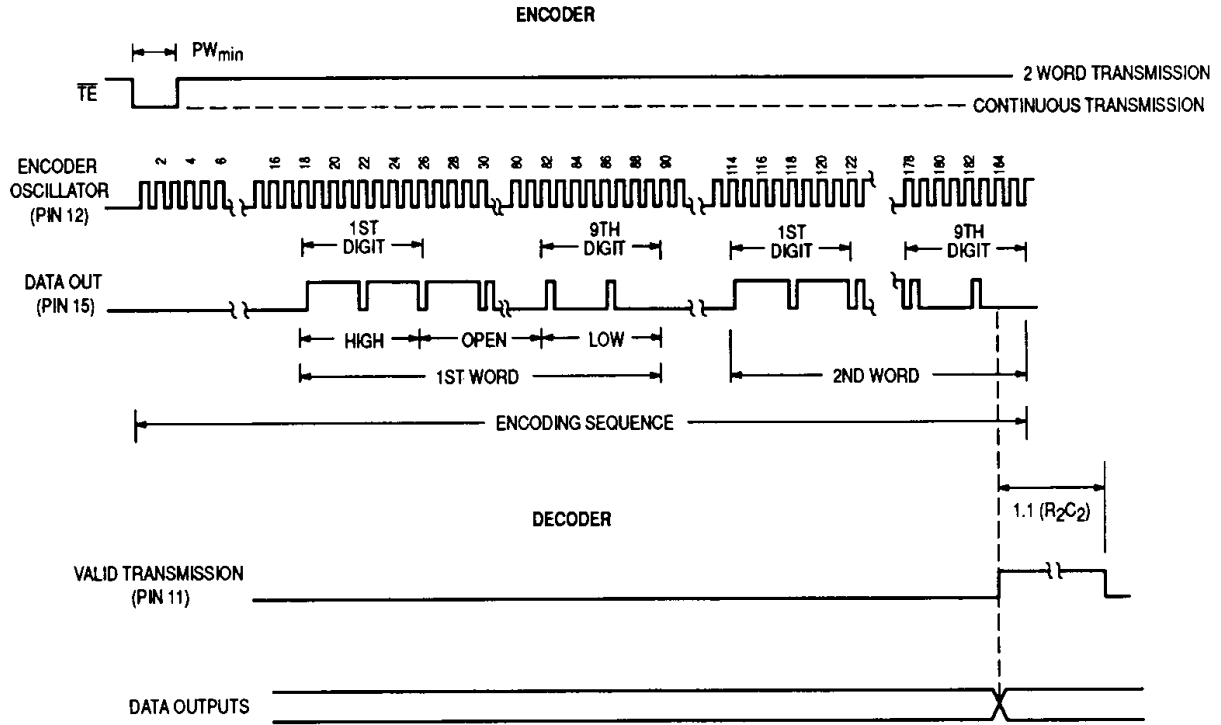 ENCODER
PWmin
TE
2 WORD TRANSMISSION
CONTINUOUS TRANSMISSION
ENCODER
OSCILLATOR
(PIN 12)
2 4 6 16 18 20 22 24 26 28 30 80 82 84 86 88 90 114 116 118 120 122 178 180 182 184
1ST
DIGIT
9TH
DIGIT
1ST
DIGIT
9TH
DIGIT
DATA OUT
(PIN 15)
HIGH OPEN LOW
1ST WORD 2ND WORD
ENCODING SEQUENCE
1.1 (R2C2)
DECODER
VALID TRANSMISSION
(PIN 11)
DATA OUTPUTS